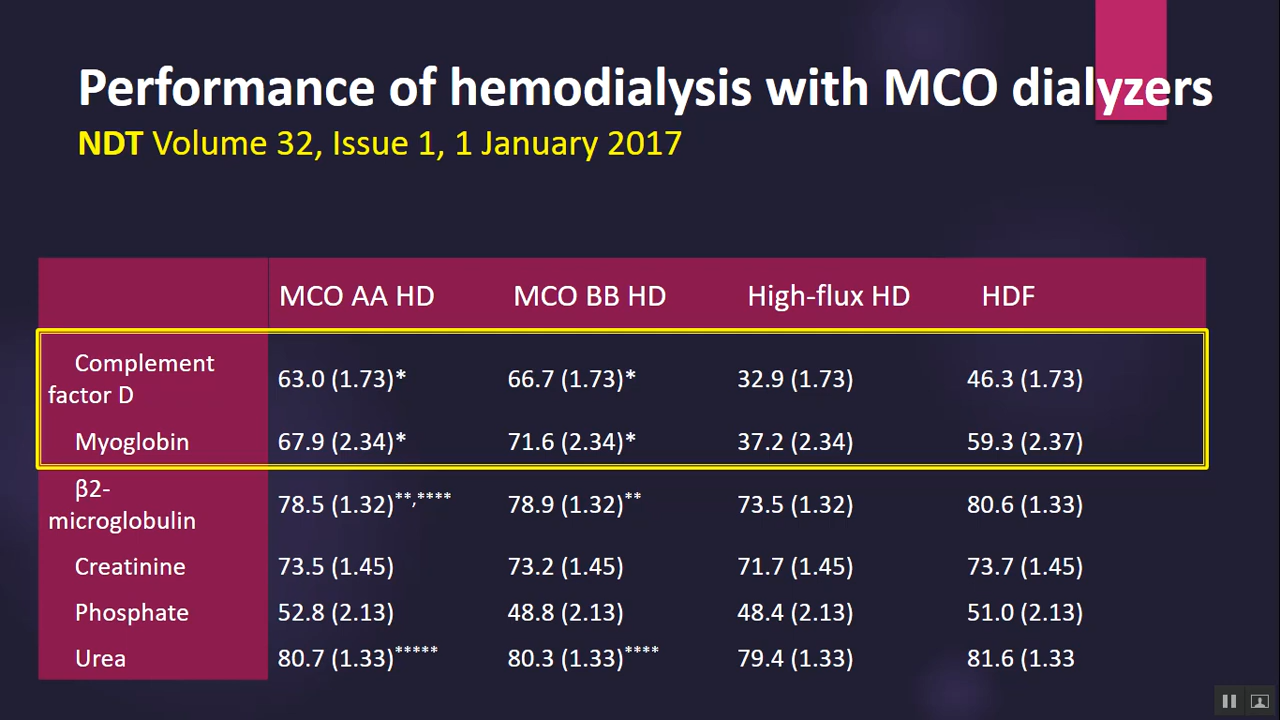 Performance of hemodialysis with MCO dialyzers
NDT Volume 32, Issue 1, 1 January 2017
MCO AA HD MCO BB HD High-flux HD HDF
Complement
factor D 63.0 (1.73)* 66.7 (1.73)* 32.9 (1.73) 46.3 (1.73)
Myoglobin 67.9 (2.34)* 71.6 (2.34)* 37.2 (2.34) 59.3 (2.37)
β2-
microglobulin 78.5 (1.32)**,**** 78.9 (1.32)** 73.5 (1.32) 80.6 (1.33)
Creatinine 73.5 (1.45) 73.2 (1.45) 71.7 (1.45) 73.7 (1.45)
Phosphate 52.8 (2.13) 48.8 (2.13) 48.4 (2.13) 51.0 (2.13)
Urea 80.7 (1.33)***** 80.3 (1.33)**** 79.4 (1.33) 81.6 (1.33